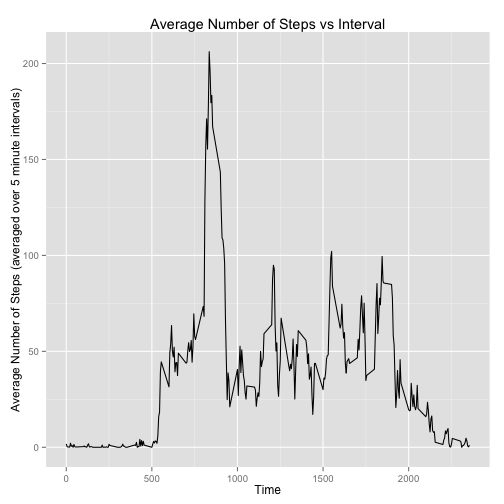 Average Number of Steps vs Interval
Average Number of Steps (averaged over 5 minute intervals)
200
150
100
50
0
0 500 1000 1500 2000
Time